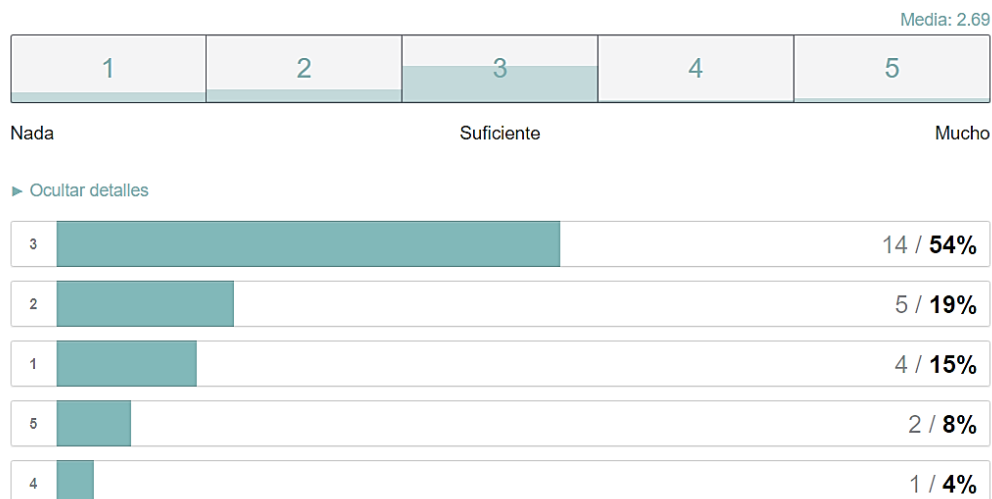 Media: 2.69
1 2 3 4 5
Nada Suficiente Mucho
► Ocultar detalles
3 14 / 54%
2 5 / 19%
1 4 / 15%
5 2 / 8%
4 1 / 4%